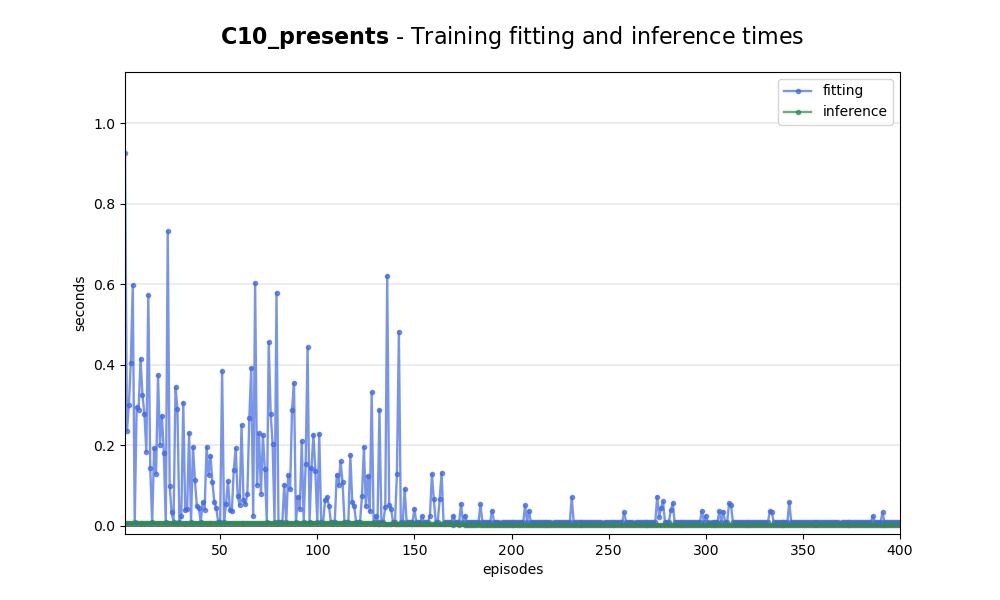 C10_presents - Training fitting and inference times
fitting
inference
1.0
0.8
0.6
0.4
0.2
0.0
seconds
50
100
150
200
250
300
350
400
episodes